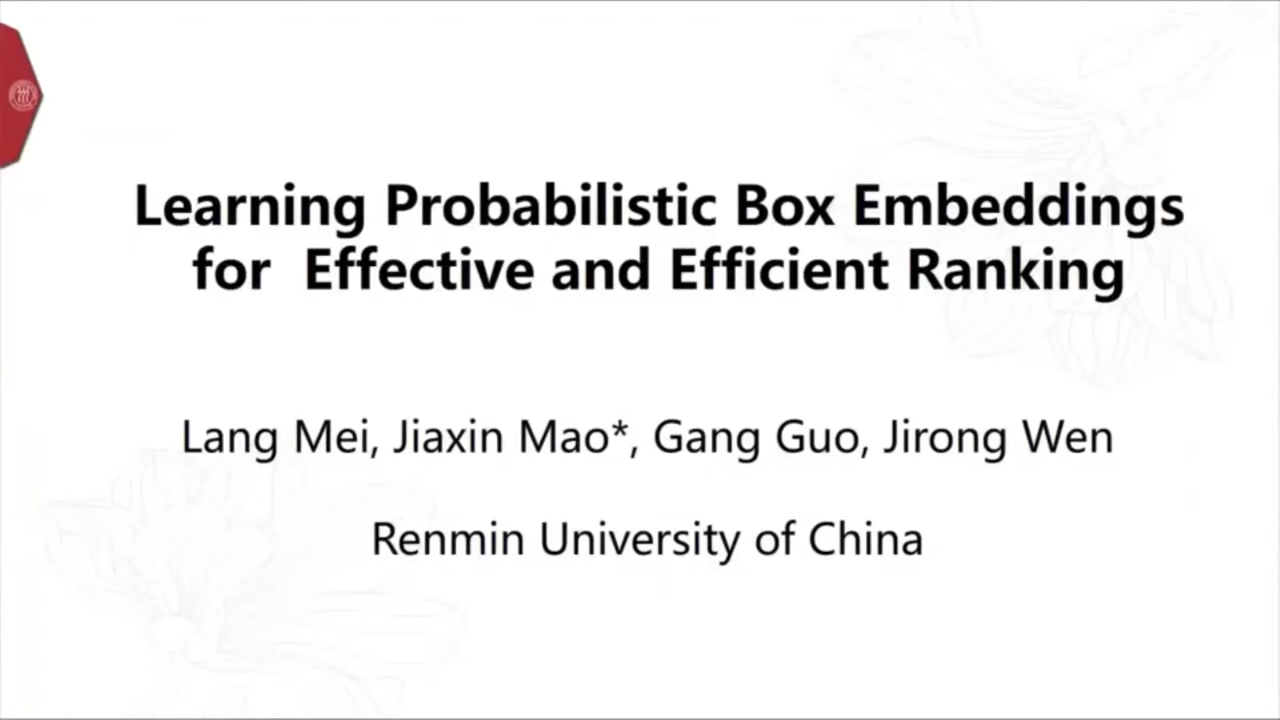 Learning Probabilistic Box Embeddings
for Effective and Efficient Ranking
Lang Mei, Jiaxin Mao*, Gang Guo, Jirong Wen
Renmin University of China